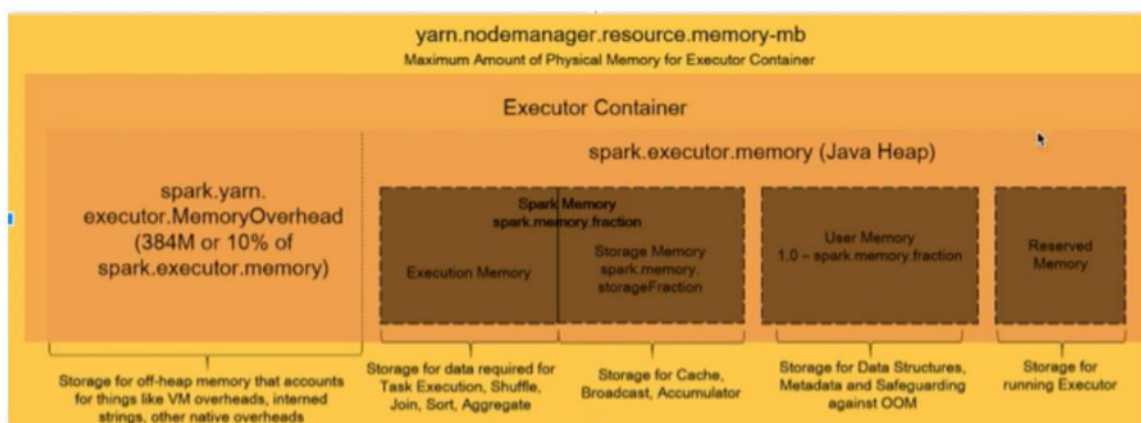 yarn.nodemanager.resource.memory-mb
Maximum Amount of Physical Memory for Executor Container
Executor Container
spark.executor.memory (Java Heap)
spark.yarn.
executor.MemoryOverhead
(384M or 10% of
spark.executor.memory)
Spark Memory
spark.memory.fraction
Execution Memory
Storage Memory
spark.memory.
storageFraction
User Memory
1.0 – spark.memory.fraction
Reserved
Memory
Storage for off-heap memory that accounts
for things like VM overheads, interned
strings, other native overheads
Storage for data required for
Task Execution, Shuffle,
Join, Sort, Aggregate
Storage for Cache,
Broadcast, Accumulator
Storage for Data Structures,
Metadata and Safeguarding
against OOM
Storage for
running Executor